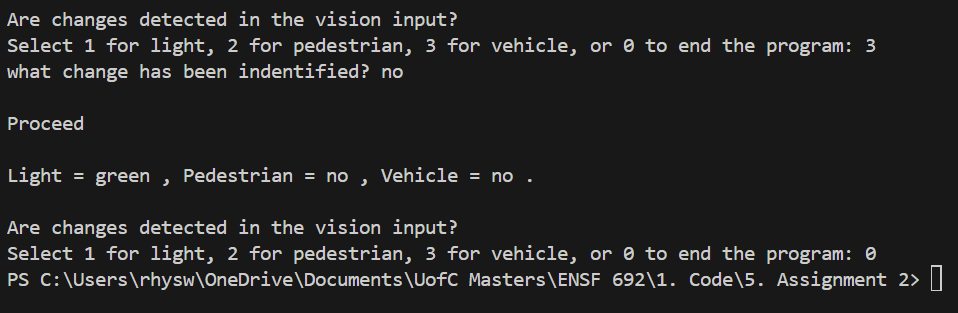 Are changes detected in the vision input?
Select 1 for light, 2 for pedestrian, 3 for vehicle, or 0 to end the program: 3
what change has been indentified? no
Proceed
Light = green , Pedestrian = no , Vehicle = no .
Are changes detected in the vision input?
Select 1 for light, 2 for pedestrian, 3 for vehicle, or 0 to end the program: 0
PS C:\Users\rhysw\OneDrive\Documents\UofC Masters\ENSF 692\1. Code\5. Assignment 2>